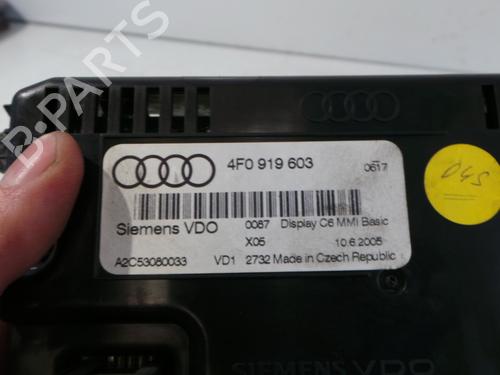 B-PARTS
4F0 919 603
0517
Siemens VDO
0087 Display C6 MMI Basic
X05 10.6.2005
A2C53080033 VD1 2732 Made in Czech Republic
045
SIEMENS VDO